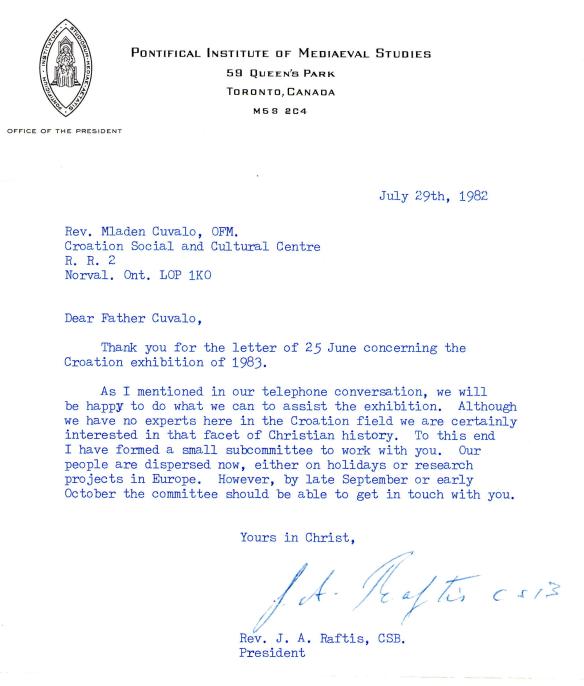 PONTIFICAL INSTITUTE OF MEDIAEVAL STUDIES
59 QUEEN'S PARK
TORONTO, CANADA
M5S 2C4
OFFICE OF THE PRESIDENT
July 29th, 1982
Rev. Mladen Cuvalo, OFM.
Croation Social and Cultural Centre
R. R. 2
Norval. Ont. LOP 1KO
Dear Father Cuvalo,
Thank you for the letter of 25 June concerning the
Croation exhibition of 1983.
As I mentioned in our telephone conversation, we will
be happy to do what we can to assist the exhibition. Although
we have no experts here in the Croation field we are certainly
interested in that facet of Christian history. To this end
I have formed a small subcommittee to work with you. Our
people are dispersed now, either on holidays or research
projects in Europe. However, by late September or early
October the committee should be able to get in touch with you.
Yours in Christ,
J. A. Raftis CSB
Rev. J. A. Raftis, CSB.
President